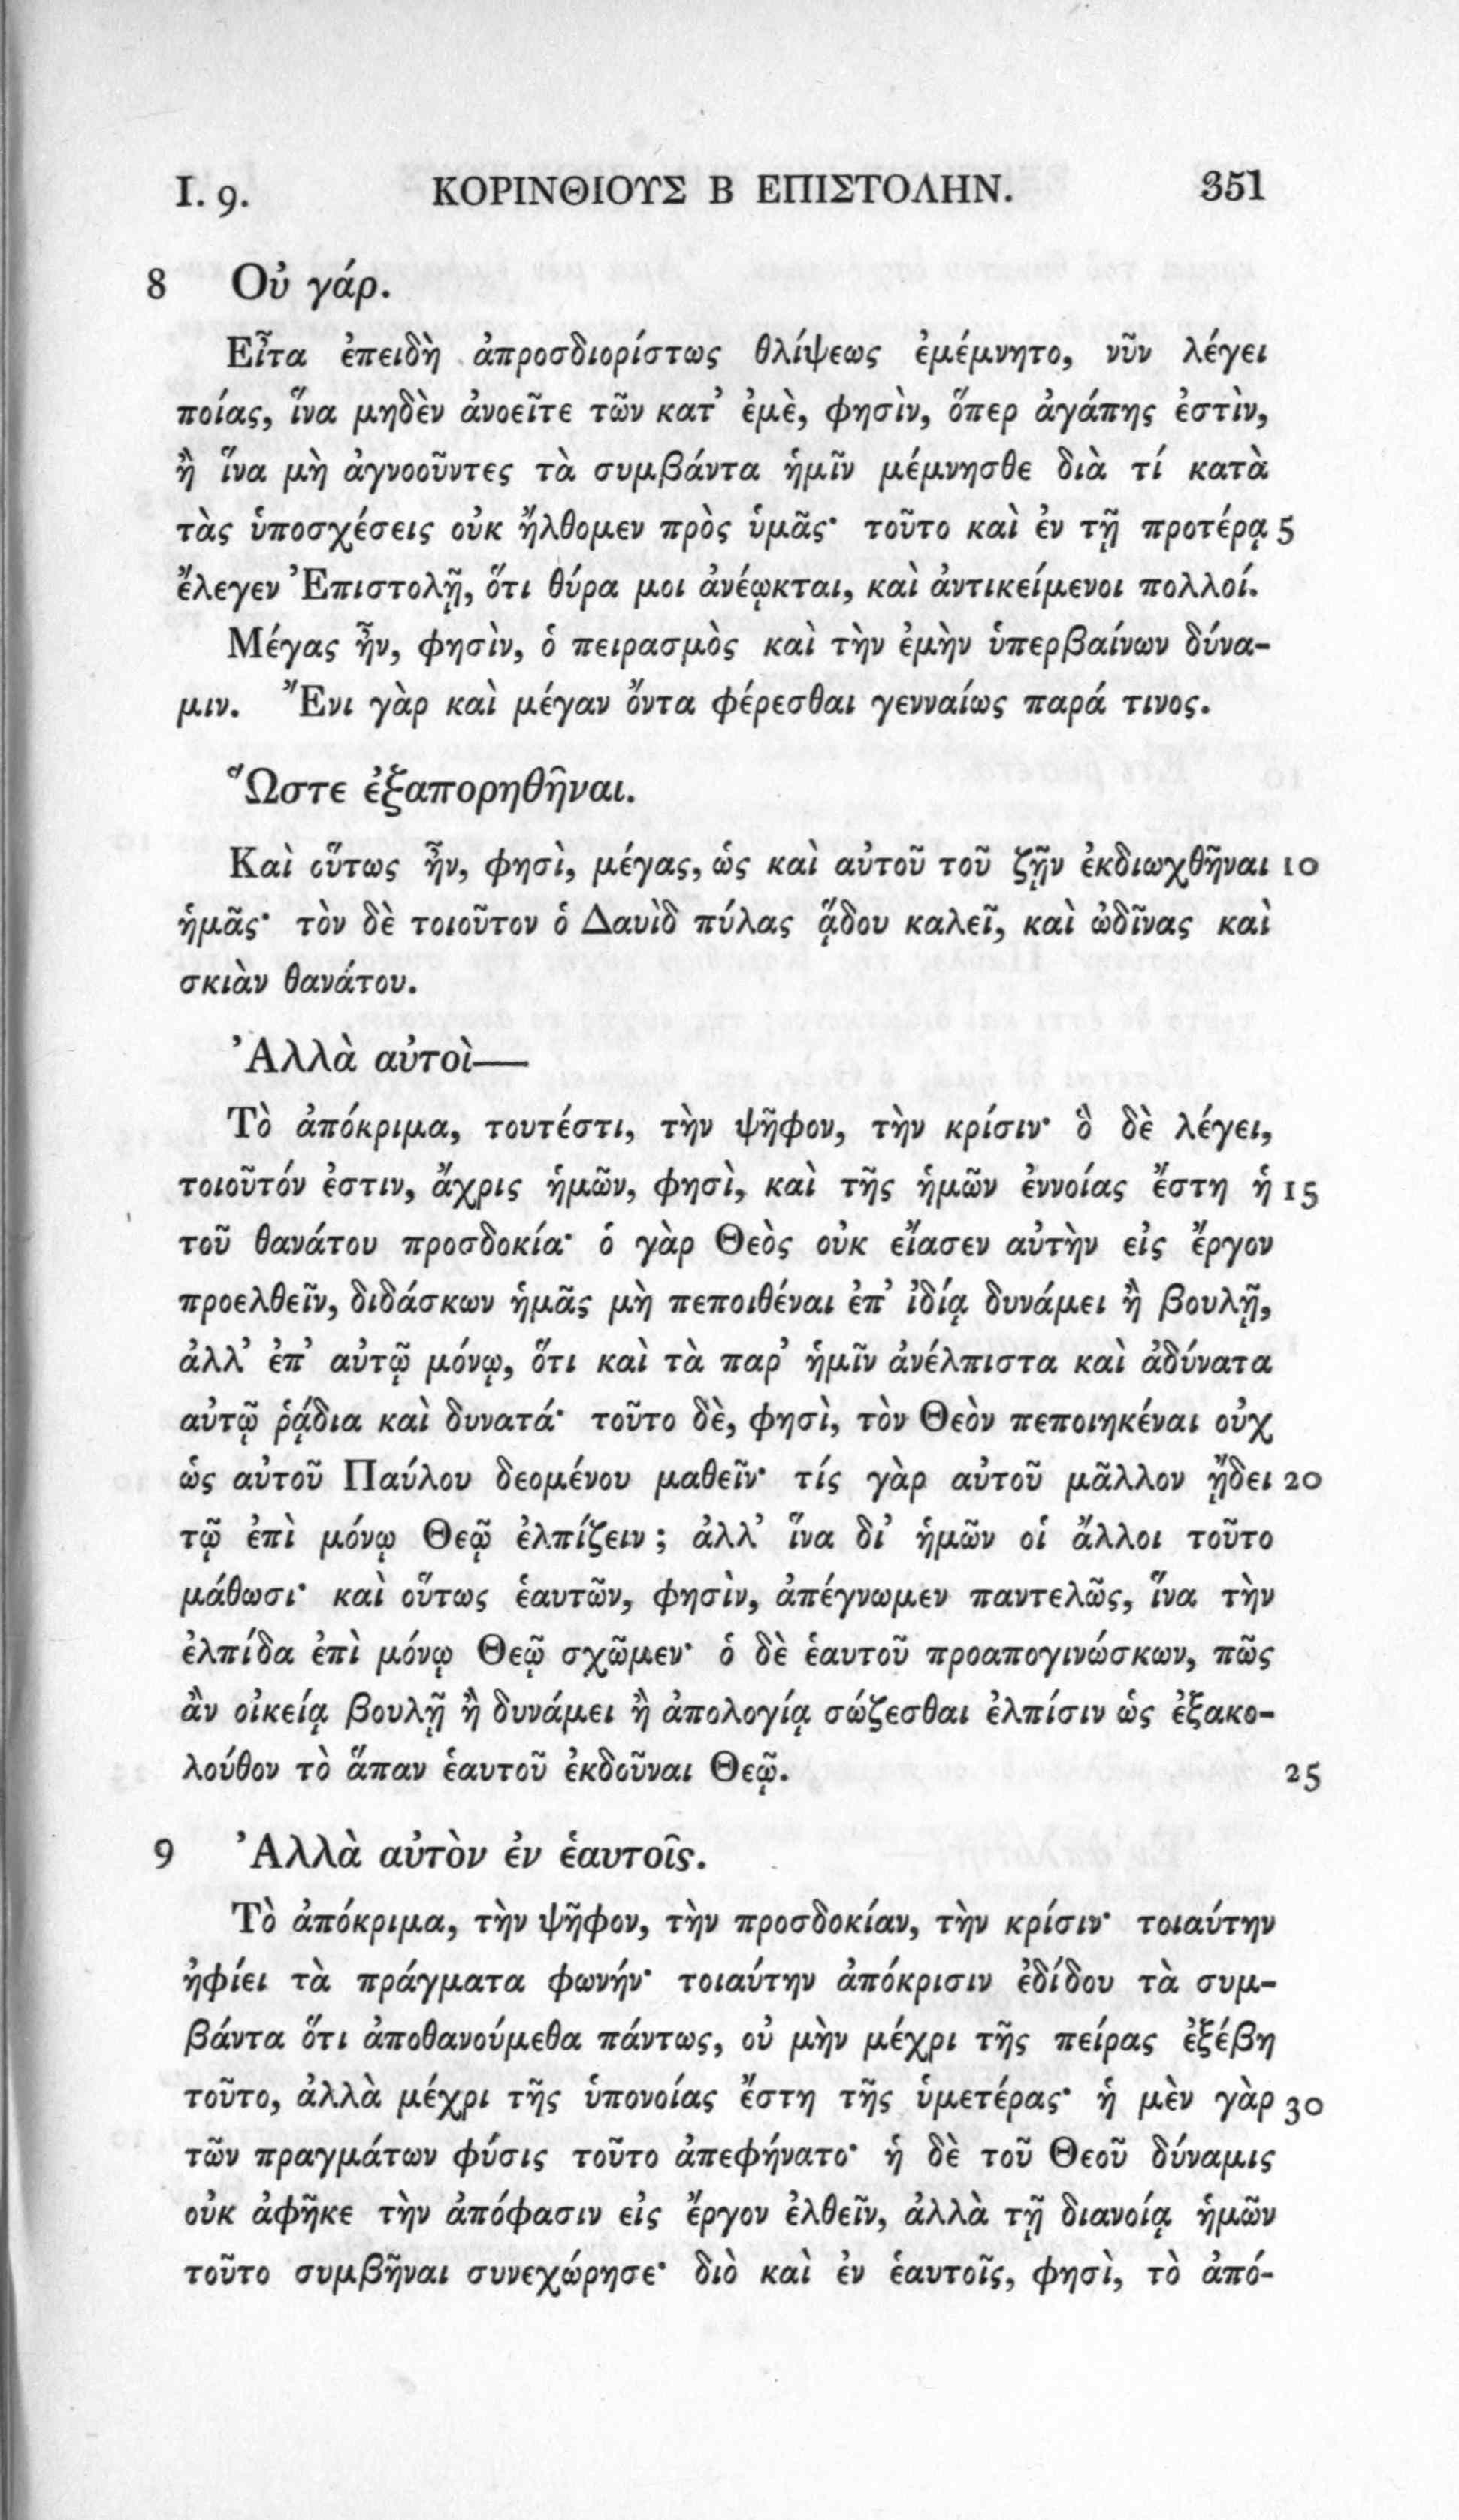 I. 9. ΚΟΡΙΝΘΙΟΥΣ Β ΕΠΙΣΤΟΛΗΝ. 351
8 Οὐ γάρ.
Εἶτα ἐπειδὴ ἀπροσδιορίστως θλίψεως ἐμέμνητο, νῦν λέγει
ποίας, ἵνα μηδὲν ἀνοεῖτε τῶν κατ’ ἐμὲ, φησὶν, ὅπερ ἀγάπης ἐστὶν,
ἢ ἵνα μὴ ἀγνοοῦντες τὰ συμβάντα ἡμῖν μέμνησθε διὰ τί κατὰ
τὰς ὑποσχέσεις οὐκ ἤλθομεν πρὸς ὑμᾶς· τοῦτο καὶ ἐν τῇ προτέρᾳ 5
ἔλεγεν Ἐπιστολῇ, ὅτι θύρα μοι ἀνέῳκται, καὶ ἀντικείμενοι πολλοί.
Μέγας ἦν, φησὶν, ὁ πειρασμὸς καὶ τὴν ἐμὴν ὑπερβαίνων δύνα-
μιν. Ἔνι γὰρ καὶ μέγαν ὄντα φέρεσθαι γενναίως παρά τινος.
Ὥστε ἐξαπορηθῆναι.
Καὶ οὕτως ἦν, φησὶ, μέγας, ὡς καὶ αὐτοῦ τοῦ ζῇν ἐκδιωχθῆναι 10
ἡμᾶς· τὸν δὲ τοιοῦτον ὁ Δαυὶδ πύλας ᾅδου καλεῖ, καὶ ὠδῖνας καὶ
σκιὰν θανάτου.
Ἀλλὰ αὐτοὶ—
Τὸ ἀπόκριμα, τουτέστι, τὴν ψῆφον, τὴν κρίσιν· ὃ δὲ λέγει,
τοιοῦτόν ἐστιν, ἄχρις ἡμῶν, φησὶ, καὶ τῆς ἡμῶν ἐννοίας ἔστη ἡ 15
τοῦ θανάτου προσδοκία· ὁ γὰρ Θεὸς οὐκ εἴασεν αὐτὴν εἰς ἔργον
προελθεῖν, διδάσκων ἡμᾶς μὴ πεποιθέναι ἐπ’ ἰδίᾳ δυνάμει ἢ βουλῇ,
ἀλλ’ ἐπ’ αὐτῷ μόνῳ, ὅτι καὶ τὰ παρ’ ἡμῖν ἀνέλπιστα καὶ ἀδύνατα
αὐτῷ ῥᾴδια καὶ δυνατά· τοῦτο δὲ, φησὶ, τὸν Θεὸν πεποιηκέναι οὐχ
ὡς αὐτοῦ Παύλου δεομένου μαθεῖν· τίς γὰρ αὐτοῦ μᾶλλον ᾔδει 20
τῷ ἐπὶ μόνῳ Θεῷ ἐλπίζειν ; ἀλλ’ ἵνα δι’ ἡμῶν οἱ ἄλλοι τοῦτο
μάθωσι· καὶ οὕτως ἑαυτῶν, φησὶν, ἀπέγνωμεν παντελῶς, ἵνα τὴν
ἐλπίδα ἐπὶ μόνῳ Θεῷ σχῶμεν· ὁ δὲ ἑαυτοῦ προαπογινώσκων, πῶς
ἂν οἰκείᾳ βουλῇ ἢ δυνάμει ἢ ἀπολογίᾳ σώζεσθαι ἐλπίσιν ὡς ἐξακο-
λούθον τὸ ἅπαν ἑαυτοῦ ἐκδοῦναι Θεῷ. 25
9 Ἀλλὰ αὐτὸν ἐν ἑαυτοῖς.
Τὸ ἀπόκριμα, τὴν ψῆφον, τὴν προσδοκίαν, τὴν κρίσιν· τοιαύτην
ἠφίει τὰ πράγματα φωνήν· τοιαύτην ἀπόκρισιν ἐδίδου τὰ συμ-
βάντα ὅτι ἀποθανούμεθα πάντως, οὐ μὴν μέχρι τῆς πείρας ἐξέβη
τοῦτο, ἀλλὰ μέχρι τῆς ὑπονοίας ἔστη τῆς ὑμετέρας· ἡ μὲν γὰρ 30
τῶν πραγμάτων φύσις τοῦτο ἀπεφήνατο· ἡ δὲ τοῦ Θεοῦ δύναμις
οὐκ ἀφῆκε τὴν ἀπόφασιν εἰς ἔργον ἐλθεῖν, ἀλλὰ τῇ διανοίᾳ ἡμῶν
τοῦτο συμβῆναι συνεχώρησε· διὸ καὶ ἐν ἑαυτοῖς, φησὶ, τὸ ἀπό-